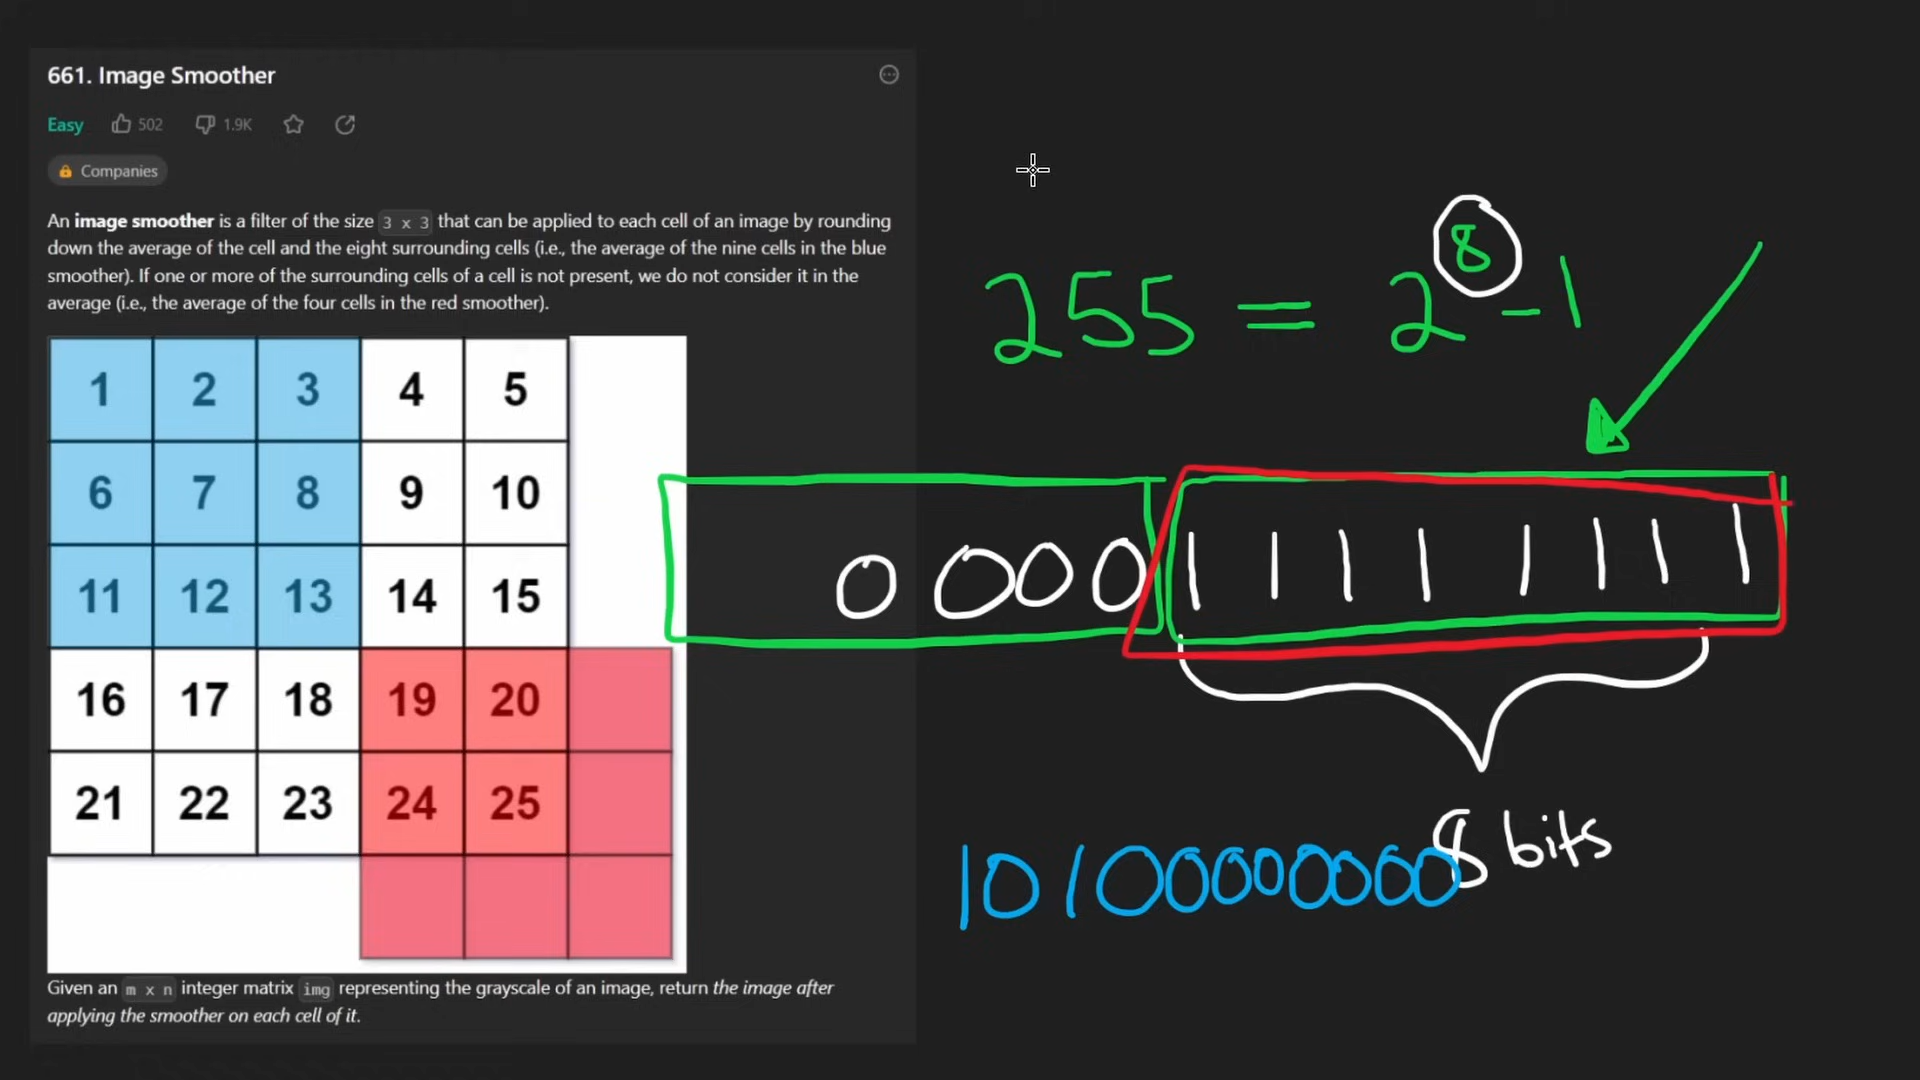 661. Image Smoother
Easy 502 1.9K
Companies
An image smoother is a filter of the size 3 x 3 that can be applied to each cell of an image by rounding
down the average of the cell and the eight surrounding cells (i.e., the average of the nine cells in the blue
smoother). If one or more of the surrounding cells of a cell is not present, we do not consider it in the
average (i.e., the average of the four cells in the red smoother).
1 2 3 4 5
6 7 8 9 10
11 12 13 14 15
16 17 18 19 20
21 22 23 24 25
Given an m x n integer matrix img representing the grayscale of an image, return the image after
applying the smoother on each cell of it.
255 = 2^8 - 1
0 0 0 0 1 1 1 1 1 1 1 1
8 bits
10100000000